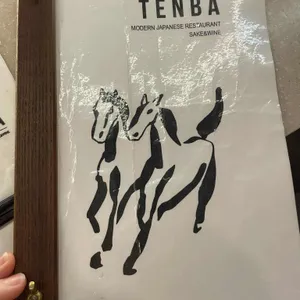 TENBA
MODERN JAPANESE RESTAURANT
SAKE&WINE